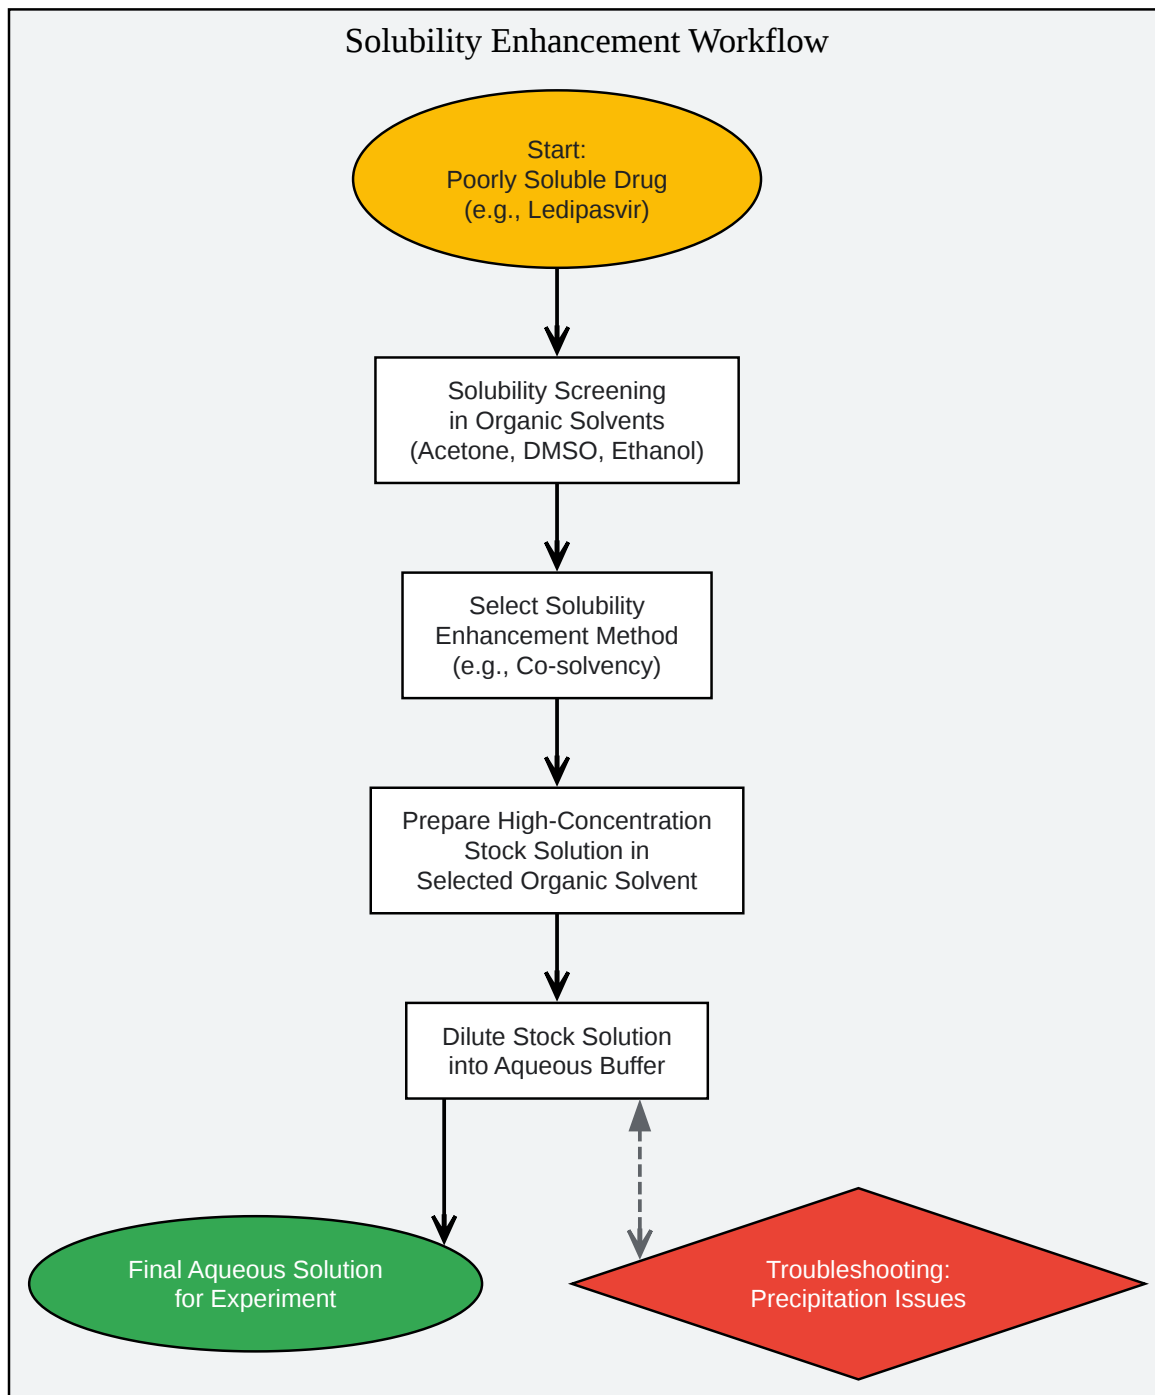 Solubility Enhancement Workflow
Start:
Poorly Soluble Drug
(e.g., Ledipasvir)
Solubility Screening
in Organic Solvents
(Acetone, DMSO, Ethanol)
Select Solubility
Enhancement Method
(e.g., Co-solvency)
Prepare High-Concentration
Stock Solution in
Selected Organic Solvent
Dilute Stock Solution
into Aqueous Buffer
Final Aqueous Solution
for Experiment
Troubleshooting:
Precipitation Issues